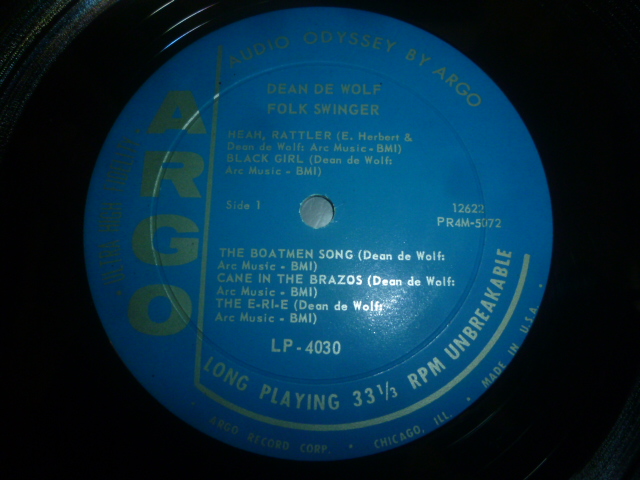 AUDIO ODYSSEY BY ARGO
ULTRA HIGH FIDELITY
ARGO
DEAN DE WOLF
FOLK SWINGER
HEAH, RATTLER (E. Herbert &
Dean de Wolf: Arc Music - BMI)
BLACK GIRL (Dean de Wolf:
Arc Music - BMI)
Side 1
12622
PR4M-5072
THE BOATMEN SONG (Dean de Wolf:
Arc Music - BMI)
CANE IN THE BRAZOS (Dean de Wolf:
Arc Music - BMI)
THE E-RI-E (Dean de Wolf:
Arc Music - BMI)
LP - 4030
LONG PLAYING 33 1/3 RPM UNBREAKABLE
ARGO RECORD CORP. • CHICAGO, ILL. • MADE IN U.S.A.